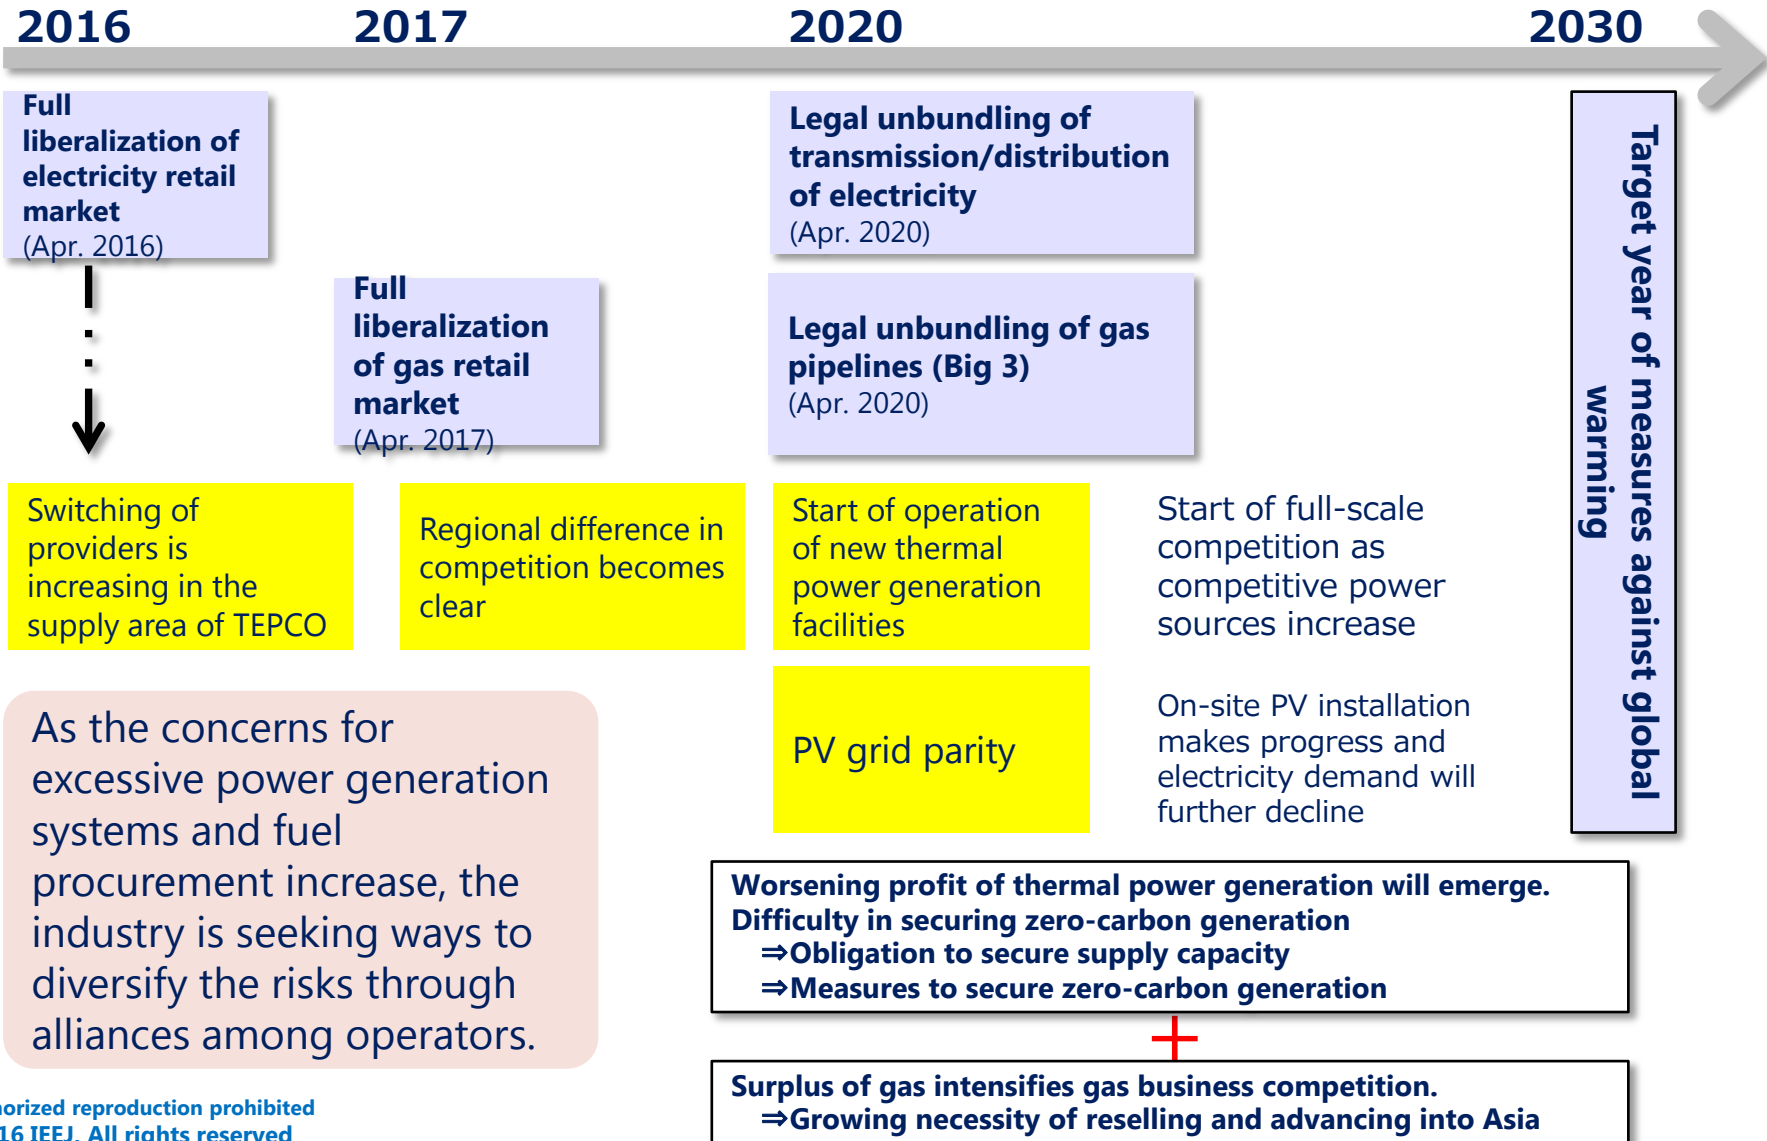 2016
2017
2020
2030
Full
liberalization of
electricity retail
market
(Apr. 2016)
Full
liberalization
of gas retail
market
(Apr. 2017)
Legal unbundling of
transmission/distribution
of electricity
(Apr. 2020)
Legal unbundling of gas
pipelines (Big 3)
(Apr. 2020)
Target year of measures against global
warming
Switching of
providers is
increasing in the
supply area of TEPCO
Regional difference in
competition becomes
clear
Start of operation
of new thermal
power generation
facilities
Start of full-scale
competition as
competitive power
sources increase
PV grid parity
On-site PV installation
makes progress and
electricity demand will
further decline
As the concerns for
excessive power generation
systems and fuel
procurement increase, the
industry is seeking ways to
diversify the risks through
alliances among operators.
Worsening profit of thermal power generation will emerge.
Difficulty in securing zero-carbon generation
⇒Obligation to secure supply capacity
⇒Measures to secure zero-carbon generation
+
Surplus of gas intensifies gas business competition.
⇒Growing necessity of reselling and advancing into Asia
reproduction prohibited
IEEJ. All rights reserved